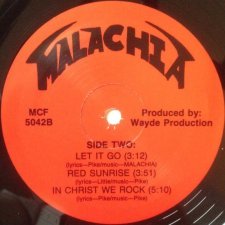 MALACHIA
MCF
5042B
Produced by:
Wayde Production
SIDE TWO:
LET IT GO (3:12)
(lyrics—Pike/music—MALACHIA)
RED SUNRISE (3:51)
(lyrics—Little/music—Pike)
IN CHRIST WE ROCK (5:10)
(lyrics—Pike/music—Pike)